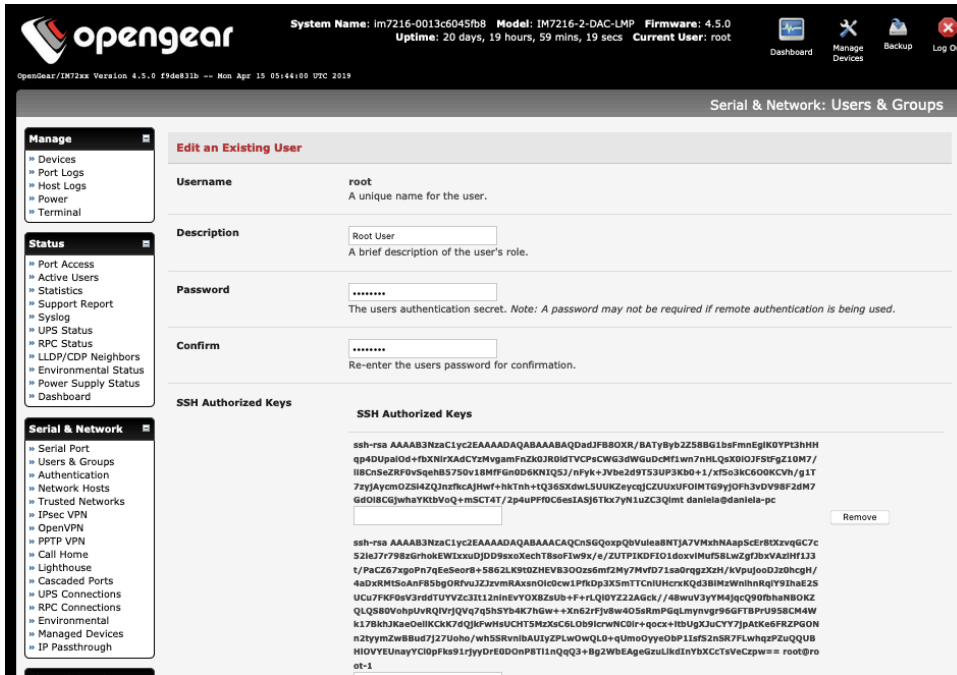 opengear
System Name: im7216-0013c6045fb8 Model: IM7216-2-DAC-LMP Firmware: 4.5.0
Uptime: 20 days, 19 hours, 59 mins, 19 secs Current User: root
Dashboard
Manage
Devices
Backup
Log O
OpenGear/IM72xx Version 4.5.0 f9de831b -- Mon Apr 15 05:44:00 UTC 2019
Serial & Network: Users & Groups
Manage
» Devices
» Port Logs
» Host Logs
» Power
» Terminal
Status
» Port Access
» Active Users
» Statistics
» Support Report
» Syslog
» UPS Status
» RPC Status
» LLDP/CDP Neighbors
» Environmental Status
» Power Supply Status
» Dashboard
Serial & Network
» Serial Port
» Users & Groups
» Authentication
» Network Hosts
» Trusted Networks
» IPsec VPN
» OpenVPN
» PPTP VPN
» Call Home
» Lighthouse
» Cascaded Ports
» UPS Connections
» RPC Connections
» Environmental
» Managed Devices
» IP Passthrough
Edit an Existing User
Username
root
A unique name for the user.
Description
Root User
A brief description of the user's role.
Password
••••••••
The users authentication secret. Note: A password may not be required if remote authentication is being used.
Confirm
••••••••
Re-enter the users password for confirmation.
SSH Authorized Keys
SSH Authorized Keys
ssh-rsa
daniela@daniela-pc
Remove
ssh-rsa
root@ro
ot-1